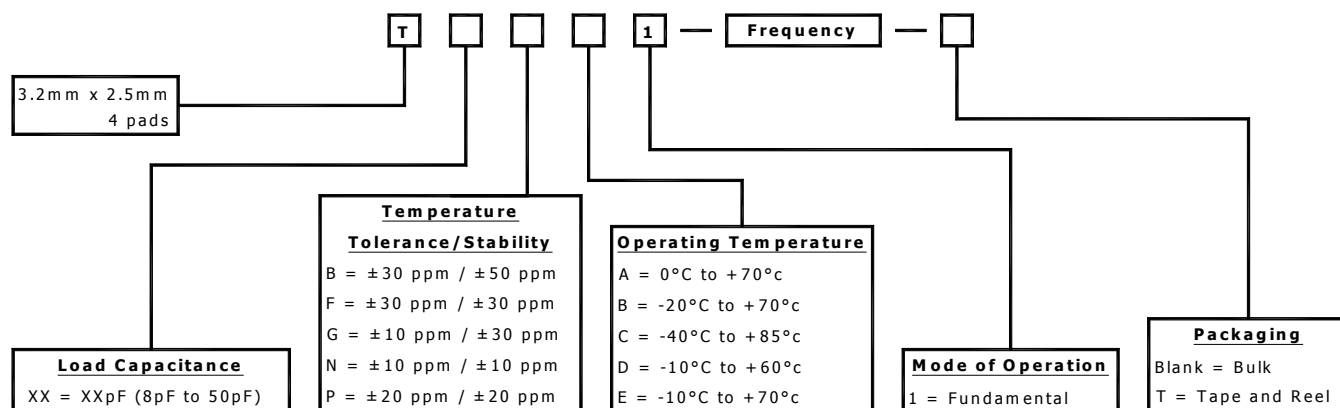 T 1 — Frequency —
3.2mm x 2.5mm
4 pads
Load Capacitance
XX = XXpF (8pF to 50pF)
Temperature
Tolerance/Stability
B = ±30 ppm / ±50 ppm
F = ±30 ppm / ±30 ppm
G = ±10 ppm / ±30 ppm
N = ±10 ppm / ±10 ppm
P = ±20 ppm / ±20 ppm
Operating Temperature
A = 0°C to +70°c
B = -20°C to +70°c
C = -40°C to +85°c
D = -10°C to +60°c
E = -10°C to +70°c
Mode of Operation
1 = Fundamental
Packaging
Blank = Bulk
T = Tape and Reel